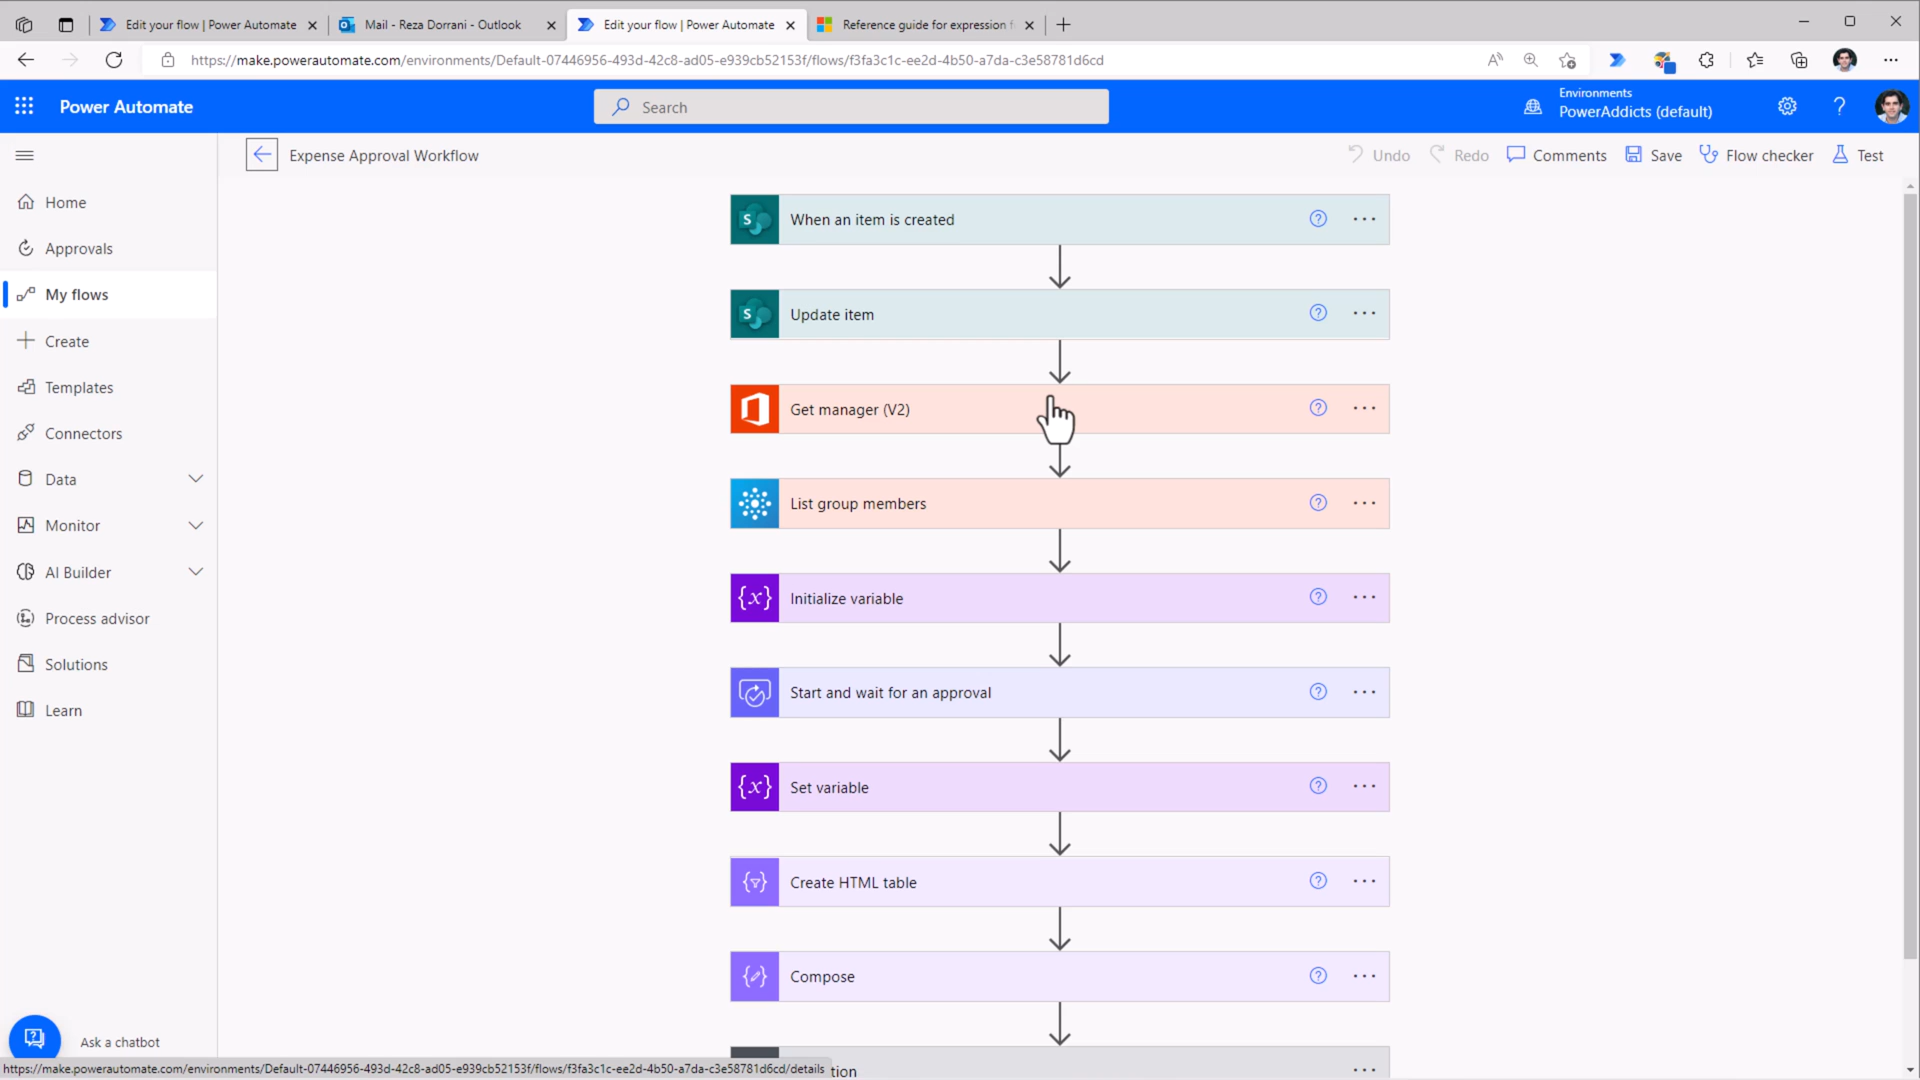 Edit your flow | Power Automate
Mail - Reza Dorrani - Outlook
Edit your flow | Power Automate
Reference guide for expression f
https://make.powerautomate.com/environments/Default-07446956-493d-42c8-ad05-e939cb52153f/flows/f3fa3c1c-ee2d-4b50-a7da-c3e58781d6cd
Power Automate
Search
Environments
PowerAddicts (default)
Expense Approval Workflow
Undo
Redo
Comments
Save
Flow checker
Test
Home
Approvals
My flows
Create
Templates
Connectors
Data
Monitor
AI Builder
Process advisor
Solutions
Learn
Ask a chatbot
When an item is created
Update item
Get manager (V2)
List group members
Initialize variable
Start and wait for an approval
Set variable
Create HTML table
Compose
tion
https://make.powerautomate.com/environments/Default-07446956-493d-42c8-ad05-e939cb52153f/flows/f3fa3c1c-ee2d-4b50-a7da-c3e58781d6cd/details